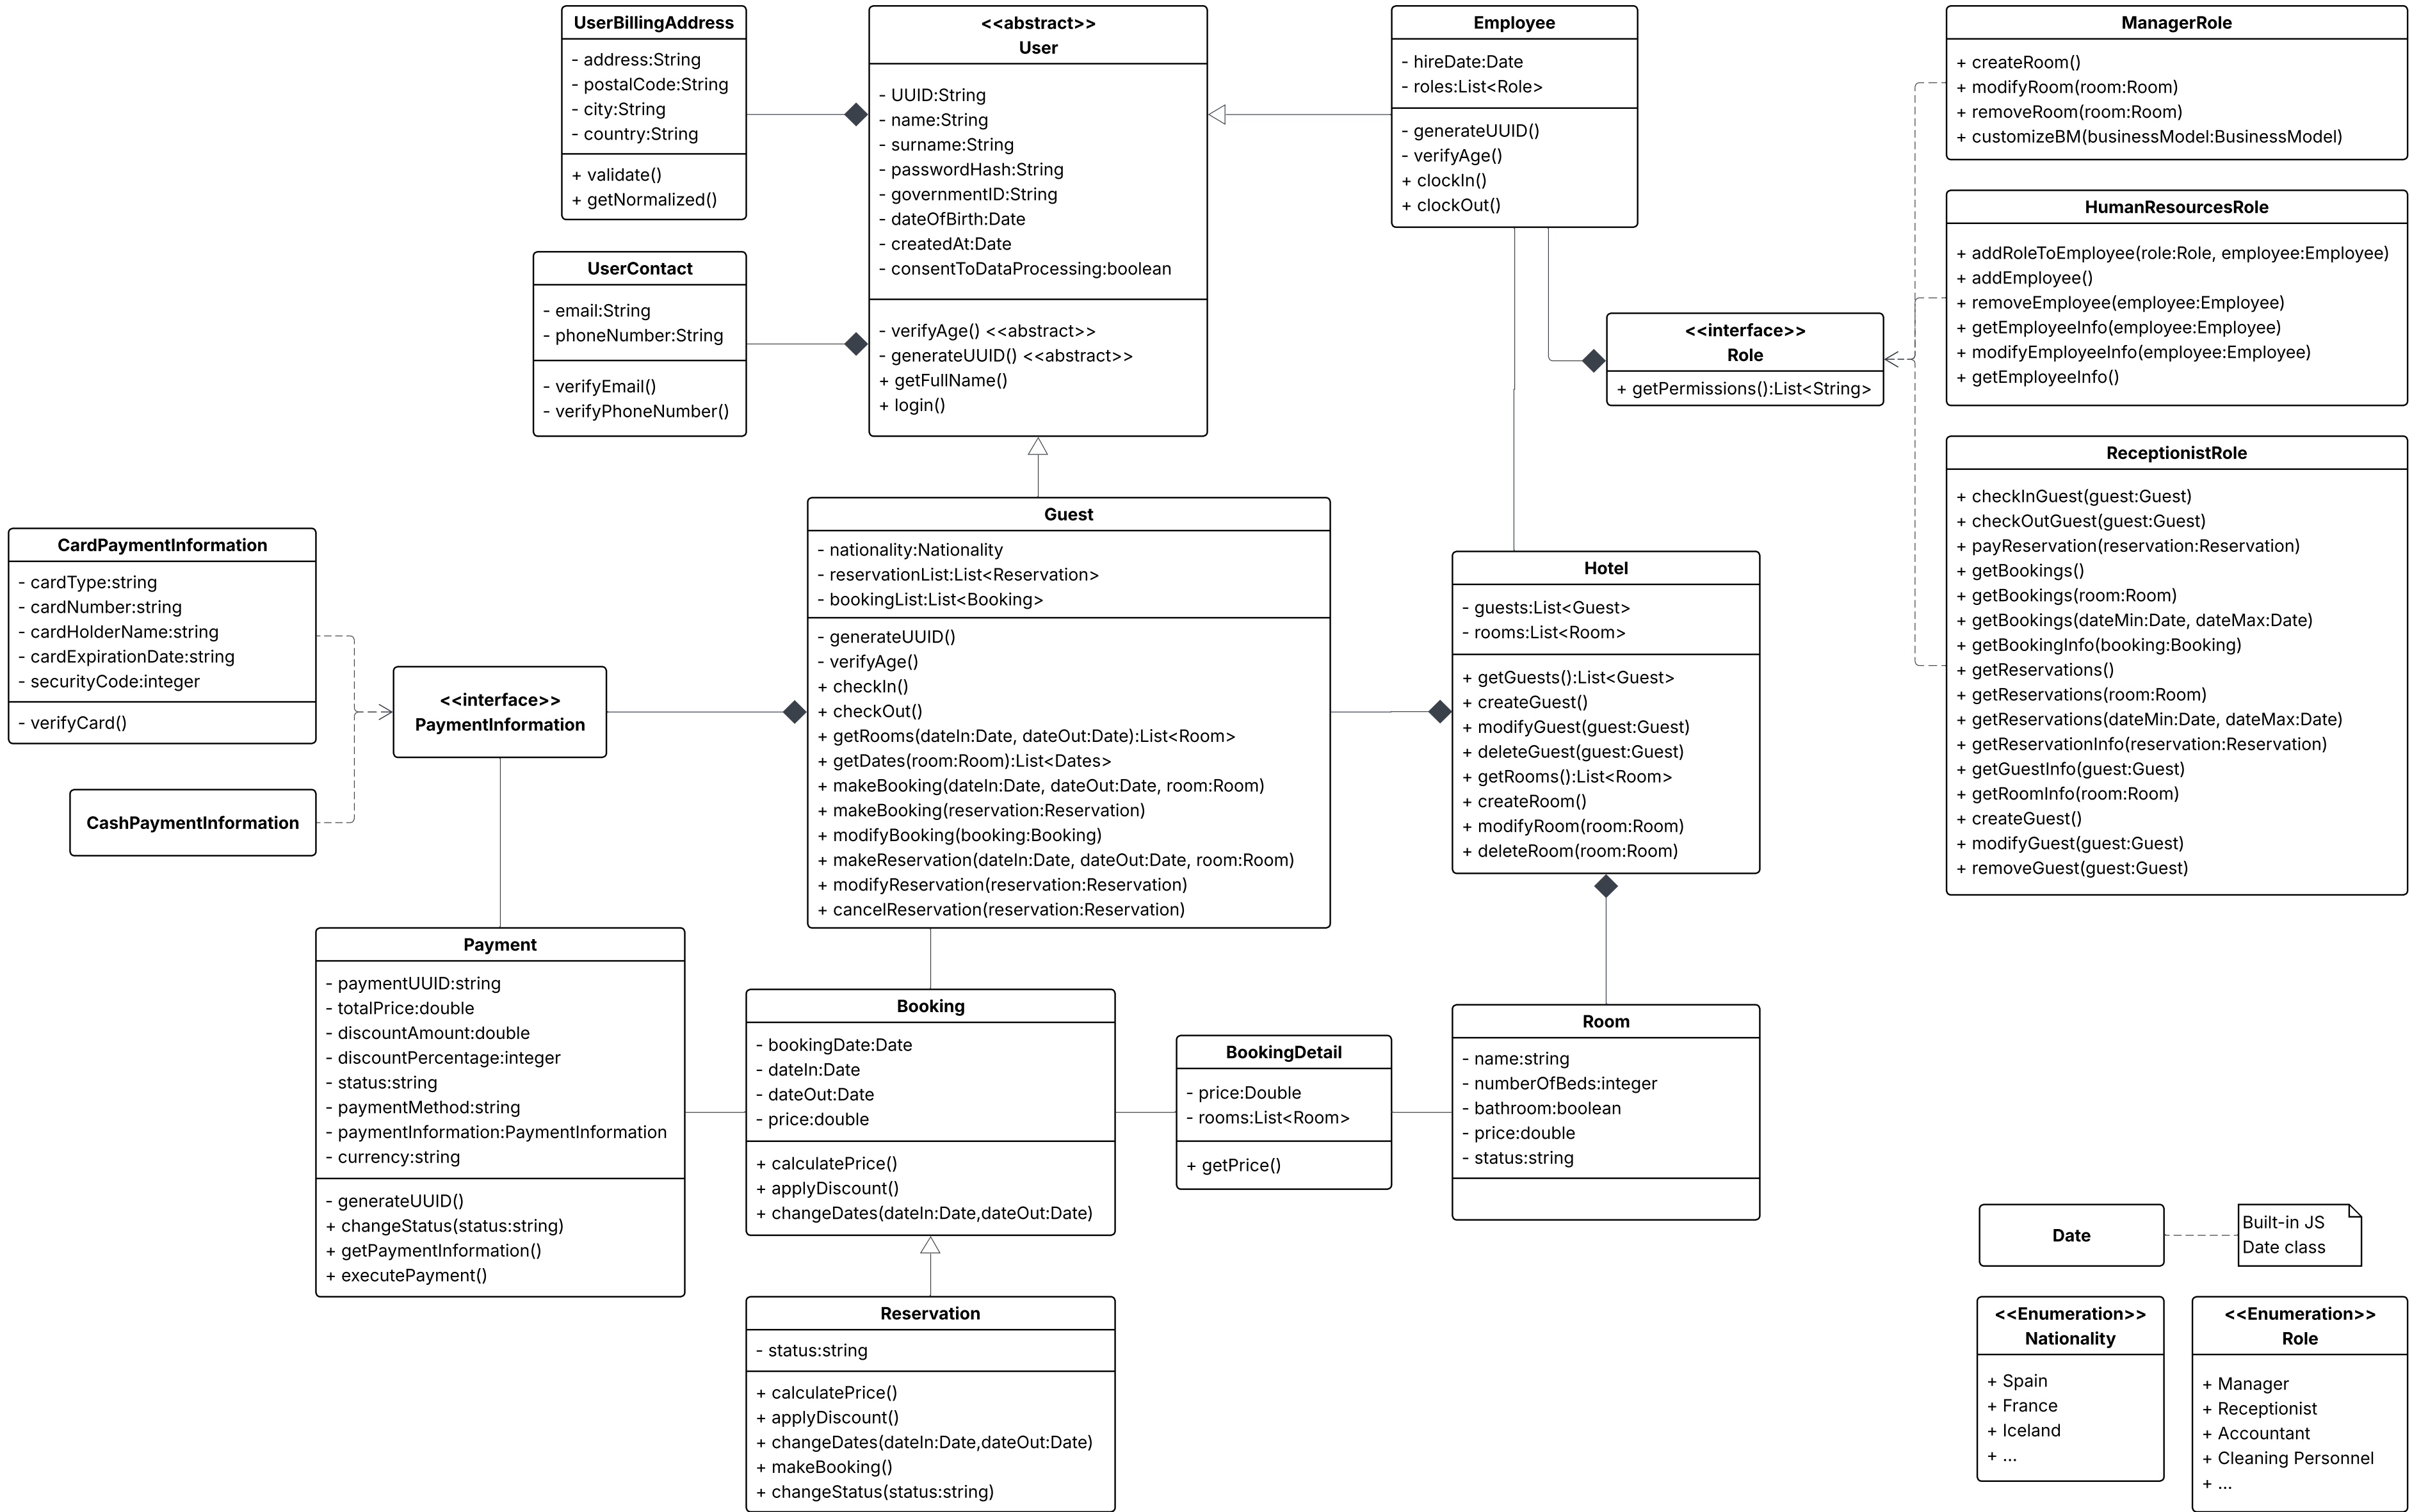 UserBillingAddress
- address:String
- postalCode:String
- city:String
- country:String
+ validate()
+ getNormalized()
<<abstract>>
User
- UUID:String
- name:String
- surname:String
- passwordHash:String
- governmentID:String
- dateOfBirth:Date
- createdAt:Date
- consentToDataProcessing:boolean
- verifyAge() <<abstract>>
- generateUUID() <<abstract>>
+ getFullName()
+ login()
Employee
- hireDate:Date
- roles:List<Role>
- generateUUID()
- verifyAge()
+ clockIn()
+ clockOut()
ManagerRole
+ createRoom()
+ modifyRoom(room:Room)
+ removeRoom(room:Room)
+ customizeBM(businessModel:BusinessModel)
HumanResourcesRole
+ addRoleToEmployee(role:Role, employee:Employee)
+ addEmployee()
+ removeEmployee(employee:Employee)
+ getEmployeeInfo(employee:Employee)
+ modifyEmployeeInfo(employee:Employee)
+ getEmployeeInfo()
UserContact
- email:String
- phoneNumber:String
- verifyEmail()
- verifyPhoneNumber()
<<interface>>
Role
+ getPermissions():List<String>
ReceptionistRole
+ checkInGuest(guest:Guest)
+ checkOutGuest(guest:Guest)
+ payReservation(reservation:Reservation)
+ getBookings()
+ getBookings(room:Room)
+ getBookings(dateMin:Date, dateMax:Date)
+ getBookingInfo(booking:Booking)
+ getReservations()
+ getReservations(room:Room)
+ getReservations(dateMin:Date, dateMax:Date)
+ getReservationInfo(reservation:Reservation)
+ getGuestInfo(guest:Guest)
+ getRoomInfo(room:Room)
+ createGuest()
+ modifyGuest(guest:Guest)
+ removeGuest(guest:Guest)
CardPaymentInformation
- cardType:string
- cardNumber:string
- cardHolderName:string
- cardExpirationDate:string
- securityCode:integer
- verifyCard()
<<interface>>
PaymentInformation
CashPaymentInformation
Guest
- nationality:Nationality
- reservationList:List<Reservation>
- bookingList:List<Booking>
- generateUUID()
- verifyAge()
+ checkIn()
+ checkOut()
+ getRooms(dateIn:Date, dateOut:Date):List<Room>
+ getDates(room:Room):List<Dates>
+ makeBooking(dateIn:Date, dateOut:Date, room:Room)
+ makeBooking(reservation:Reservation)
+ modifyBooking(booking:Booking)
+ makeReservation(dateIn:Date, dateOut:Date, room:Room)
+ modifyReservation(reservation:Reservation)
+ cancelReservation(reservation:Reservation)
Hotel
- guests:List<Guest>
- rooms:List<Room>
+ getGuests():List<Guest>
+ createGuest()
+ modifyGuest(guest:Guest)
+ deleteGuest(guest:Guest)
+ getRooms():List<Room>
+ createRoom()
+ modifyRoom(room:Room)
+ deleteRoom(room:Room)
Payment
- paymentUUID:string
- totalPrice:double
- discountAmount:double
- discountPercentage:integer
- status:string
- paymentMethod:string
- paymentInformation:PaymentInformation
- currency:string
- generateUUID()
+ changeStatus(status:string)
+ getPaymentInformation()
+ executePayment()
Booking
- bookingDate:Date
- dateIn:Date
- dateOut:Date
- price:double
+ calculatePrice()
+ applyDiscount()
+ changeDates(dateIn:Date,dateOut:Date)
BookingDetail
- price:Double
- rooms:List<Room>
+ getPrice()
Room
- name:string
- numberOfBeds:integer
- bathroom:boolean
- price:double
- status:string
Reservation
- status:string
+ calculatePrice()
+ applyDiscount()
+ changeDates(dateIn:Date,dateOut:Date)
+ makeBooking()
+ changeStatus(status:string)
Date
Built-in JS
Date class
<<Enumeration>>
Nationality
+ Spain
+ France
+ Iceland
+ ...
<<Enumeration>>
Role
+ Manager
+ Receptionist
+ Accountant
+ Cleaning Personnel
+ ...